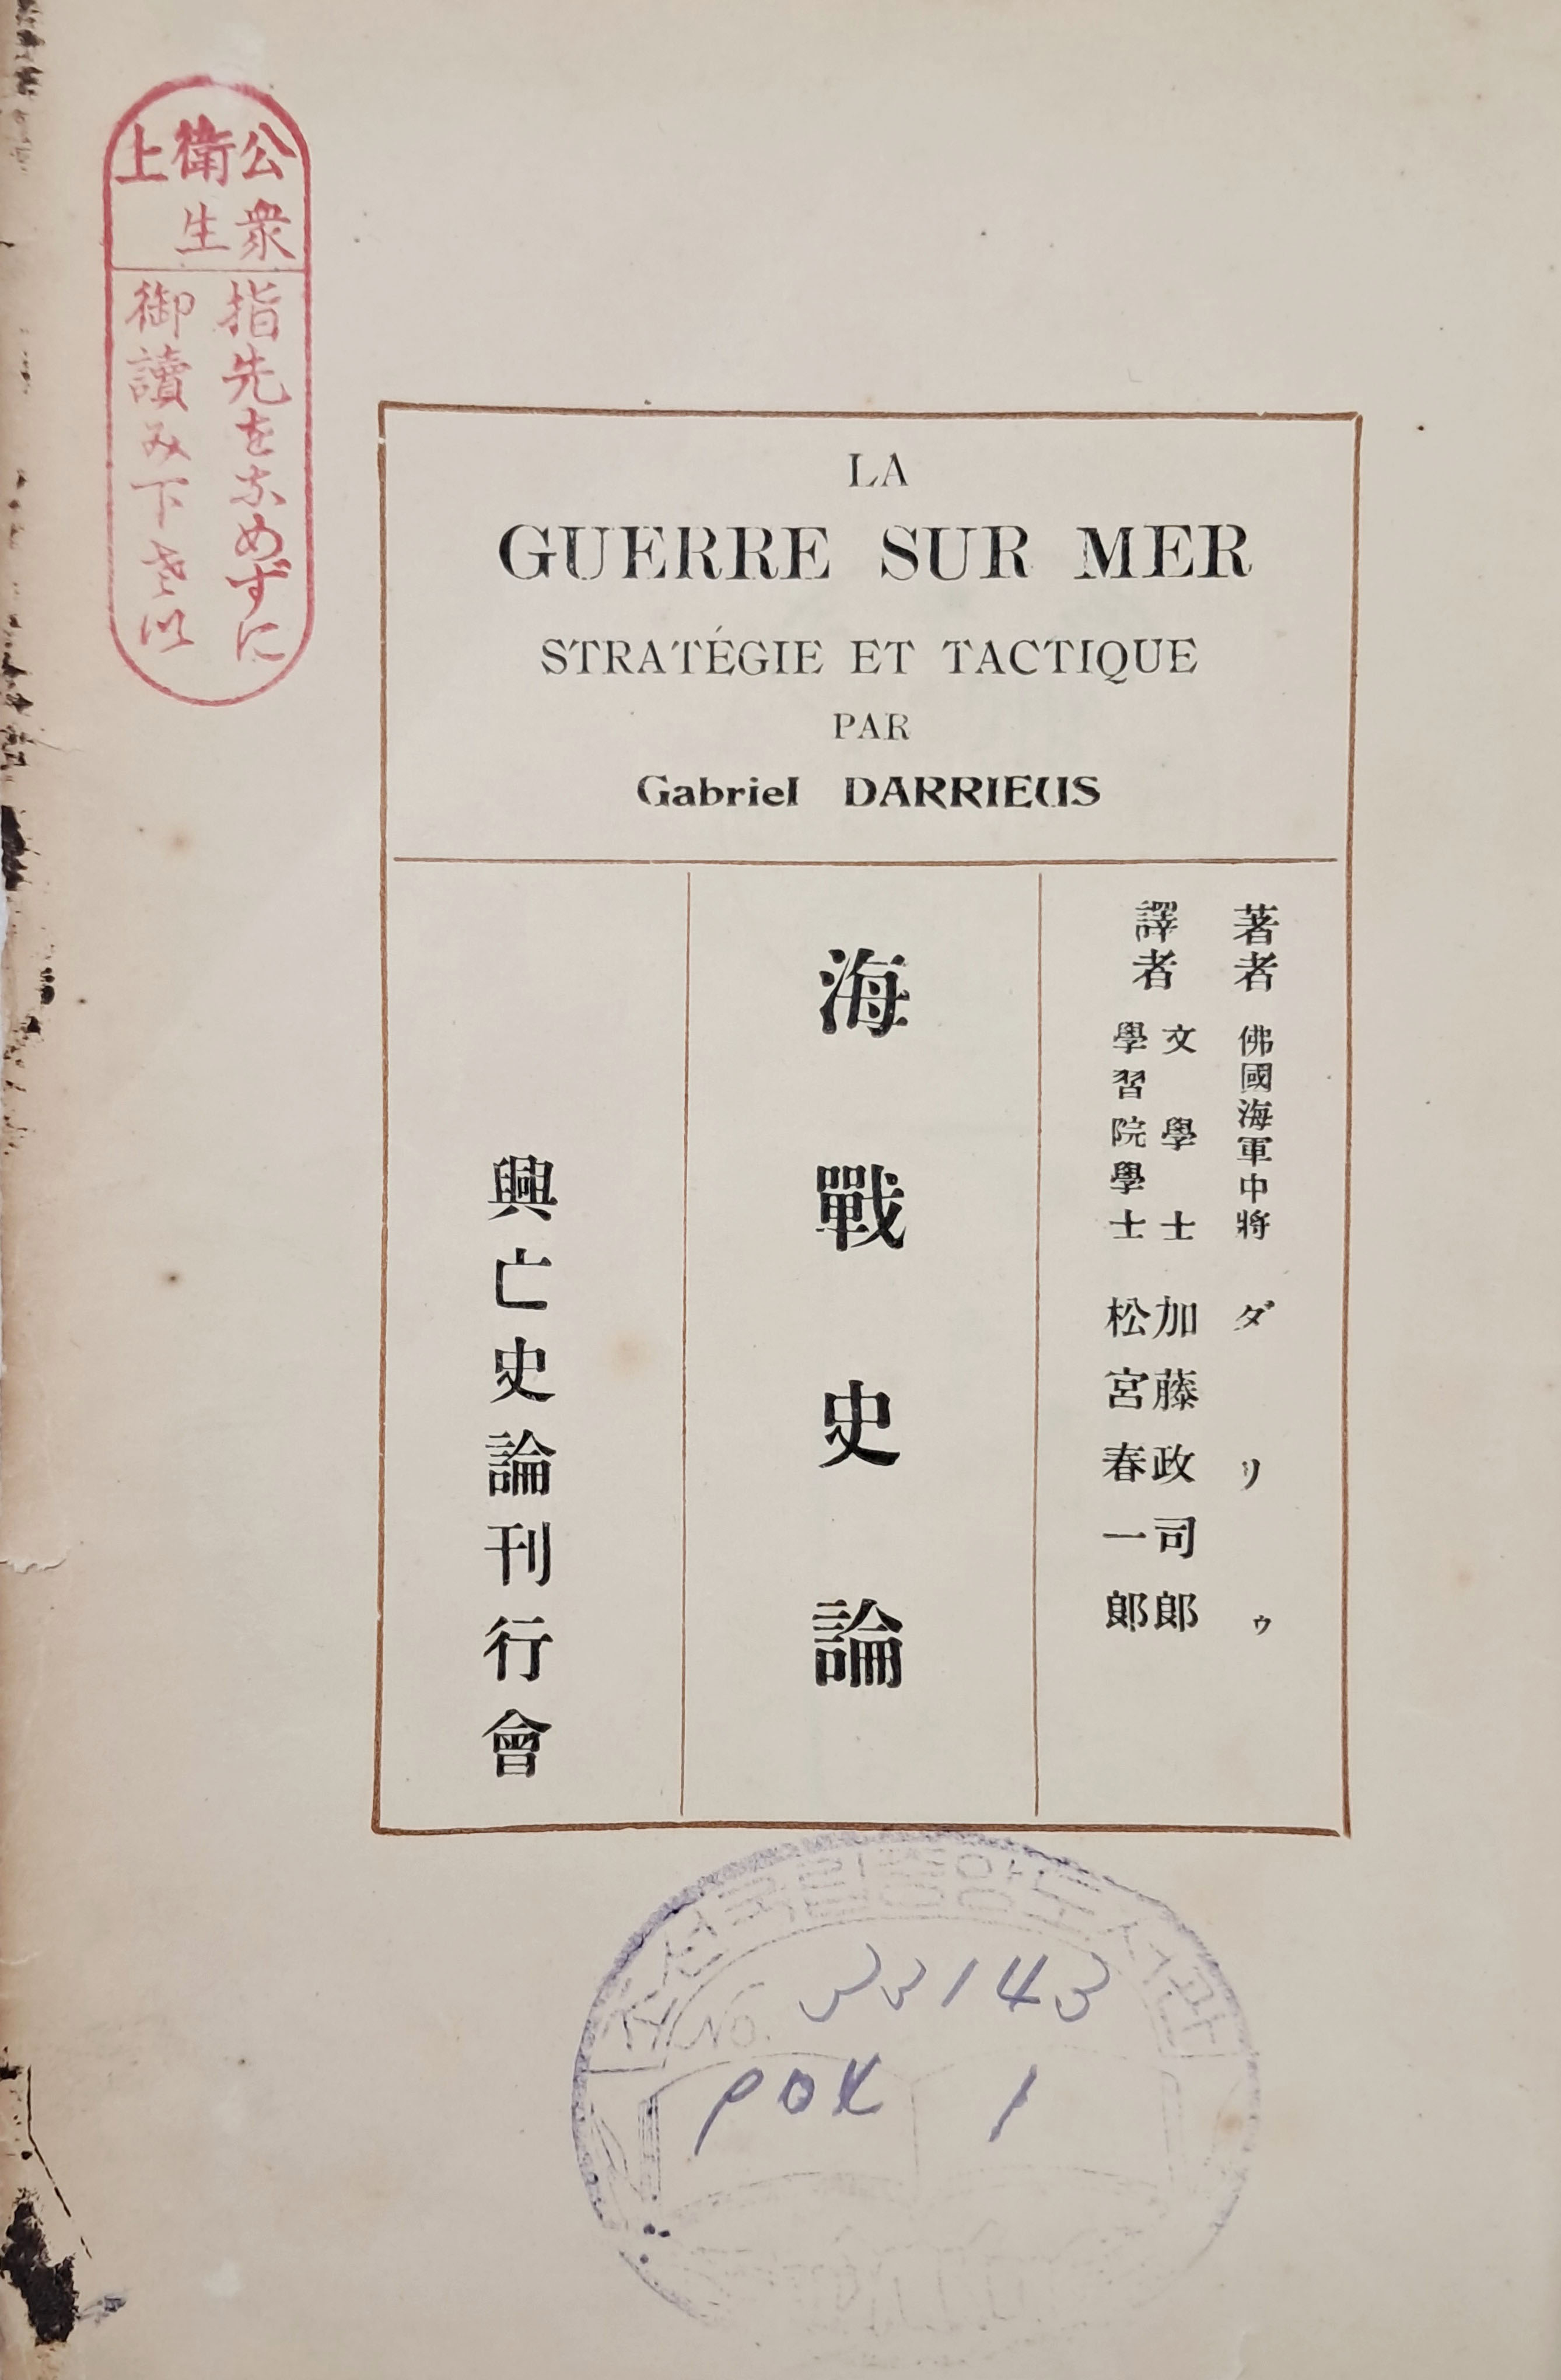 公衆
衛生
上
指先をなめずに
御讀み下さい
LA
GUERRE SUR MER
STRATÉGIE ET TACTIQUE
PAR
Gabriel DARRIEUS
著者 佛國海軍中將 ダリゥ
譯者 文學士 加藤政司郞
學習院學士 松宮春一郞
海戰史論
興亡史論刊行會
No. 33143